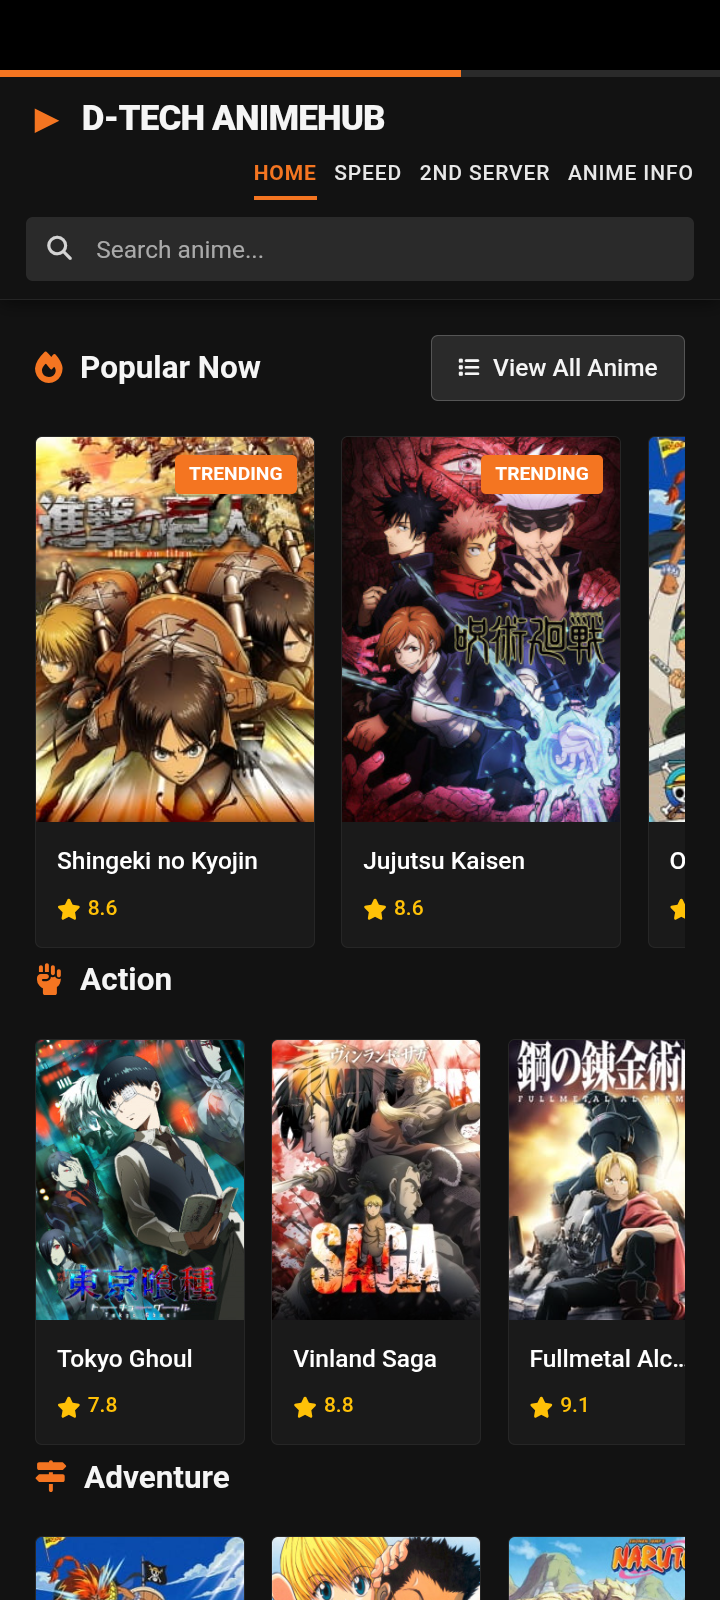 D-TECH ANIMEHUB
HOME SPEED 2ND SERVER ANIME INFO
Search anime...
Popular Now
View All Anime
TRENDING
進撃の巨人
attack on titan
TRENDING
呪術廻戦
Shingeki no Kyojin
8.6
Jujutsu Kaisen
8.6
O
Action
東京喰種
トーキョーグール
ヴィンランド・サガ
SAGA
鋼の錬金術
FULLMETAL ALCHEM
Tokyo Ghoul
7.8
Vinland Saga
8.8
Fullmetal Alc...
9.1
Adventure
NARUT